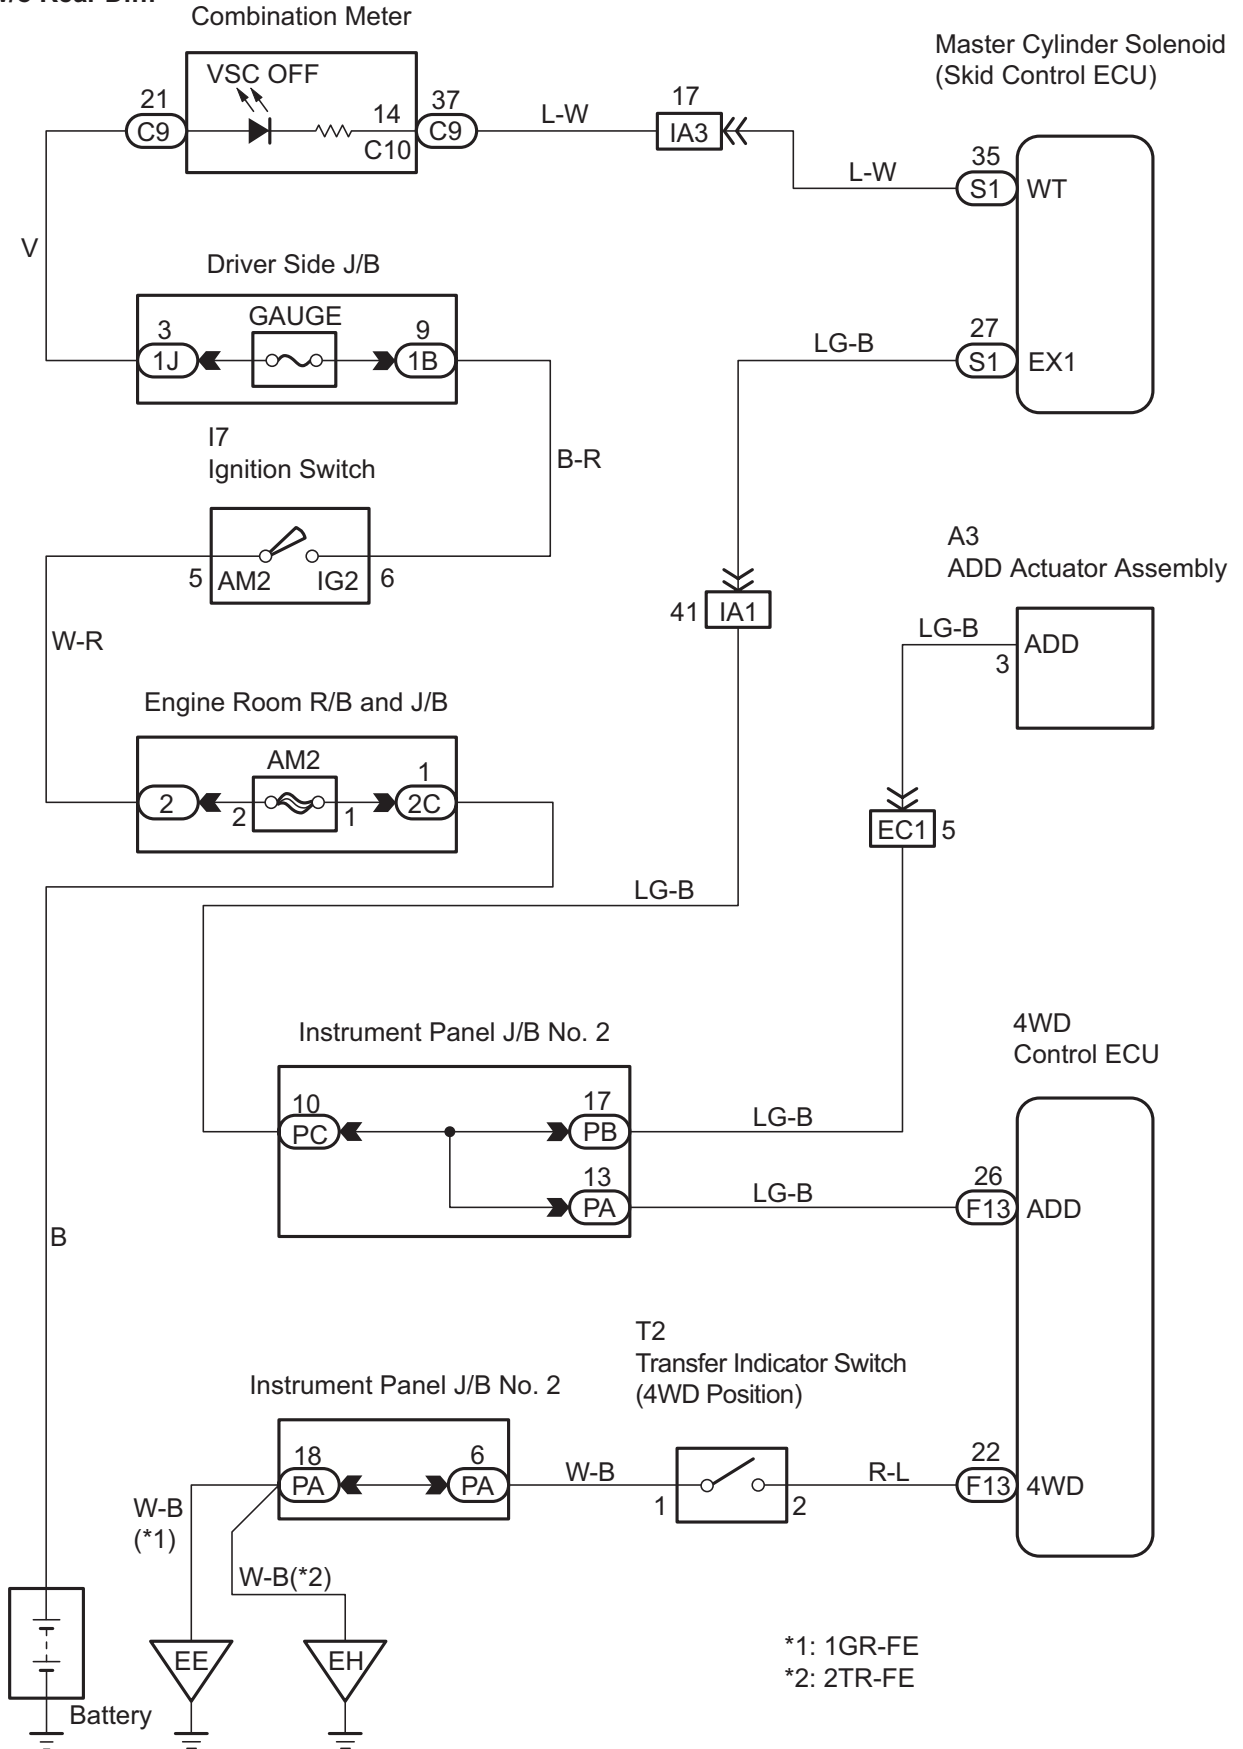 Combination Meter
Master Cylinder Solenoid
(Skid Control ECU)
VSC OFF
21
C9
14
C10
37
C9
L-W
17
IA3
L-W
35
S1
WT
V
Driver Side J/B
GAUGE
3
1J
9
1B
LG-B
27
S1
EX1
I7
Ignition Switch
B-R
5
AM2
IG2
6
A3
ADD Actuator Assembly
41
IA1
LG-B
3
ADD
W-R
Engine Room R/B and J/B
AM2
2
2
1
1
2C
EC1
5
LG-B
Instrument Panel J/B No. 2
4WD
Control ECU
10
PC
17
PB
LG-B
13
PA
LG-B
26
F13
ADD
B
T2
Transfer Indicator Switch
(4WD Position)
Instrument Panel J/B No. 2
18
PA
6
PA
W-B
1
2
R-L
22
F13
4WD
W-B
(*1)
W-B(*2)
EE
EH
*1: 1GR-FE
*2: 2TR-FE
Battery